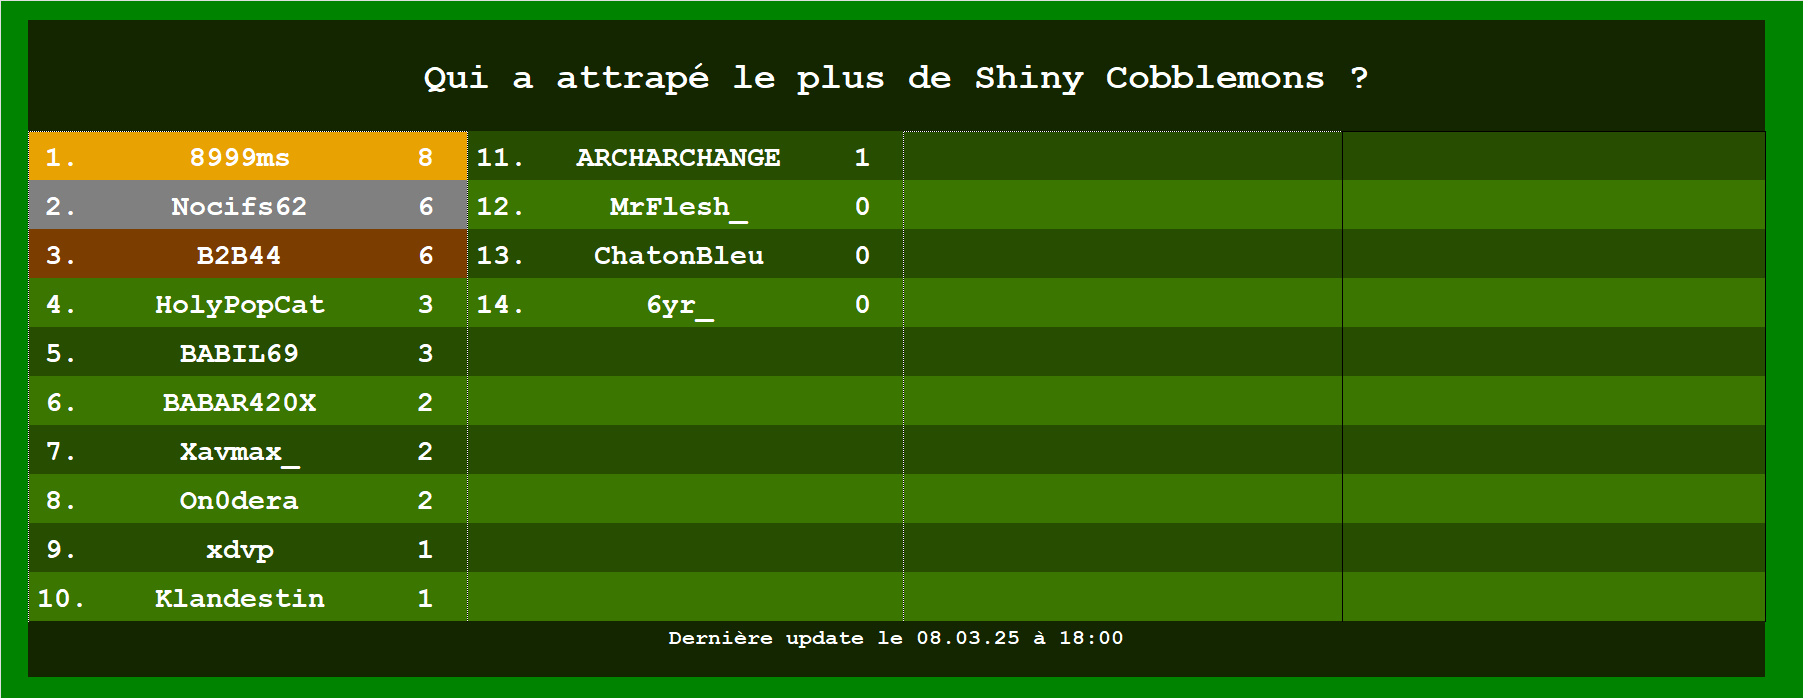 Qui a attrapé le plus de Shiny Cobblemons ?
1. 8999ms 8
2. Nocifs62 6
3. B2B44 6
4. HolyPopCat 3
5. BABIL69 3
6. BABAR420X 2
7. Xavmax_ 2
8. On0dera 2
9. xdvp 1
10. Klandestin 1
11. ARCHARCHANGE 1
12. MrFlesh_ 0
13. ChatonBleu 0
14. 6yr_ 0
Dernière update le 08.03.25 à 18:00